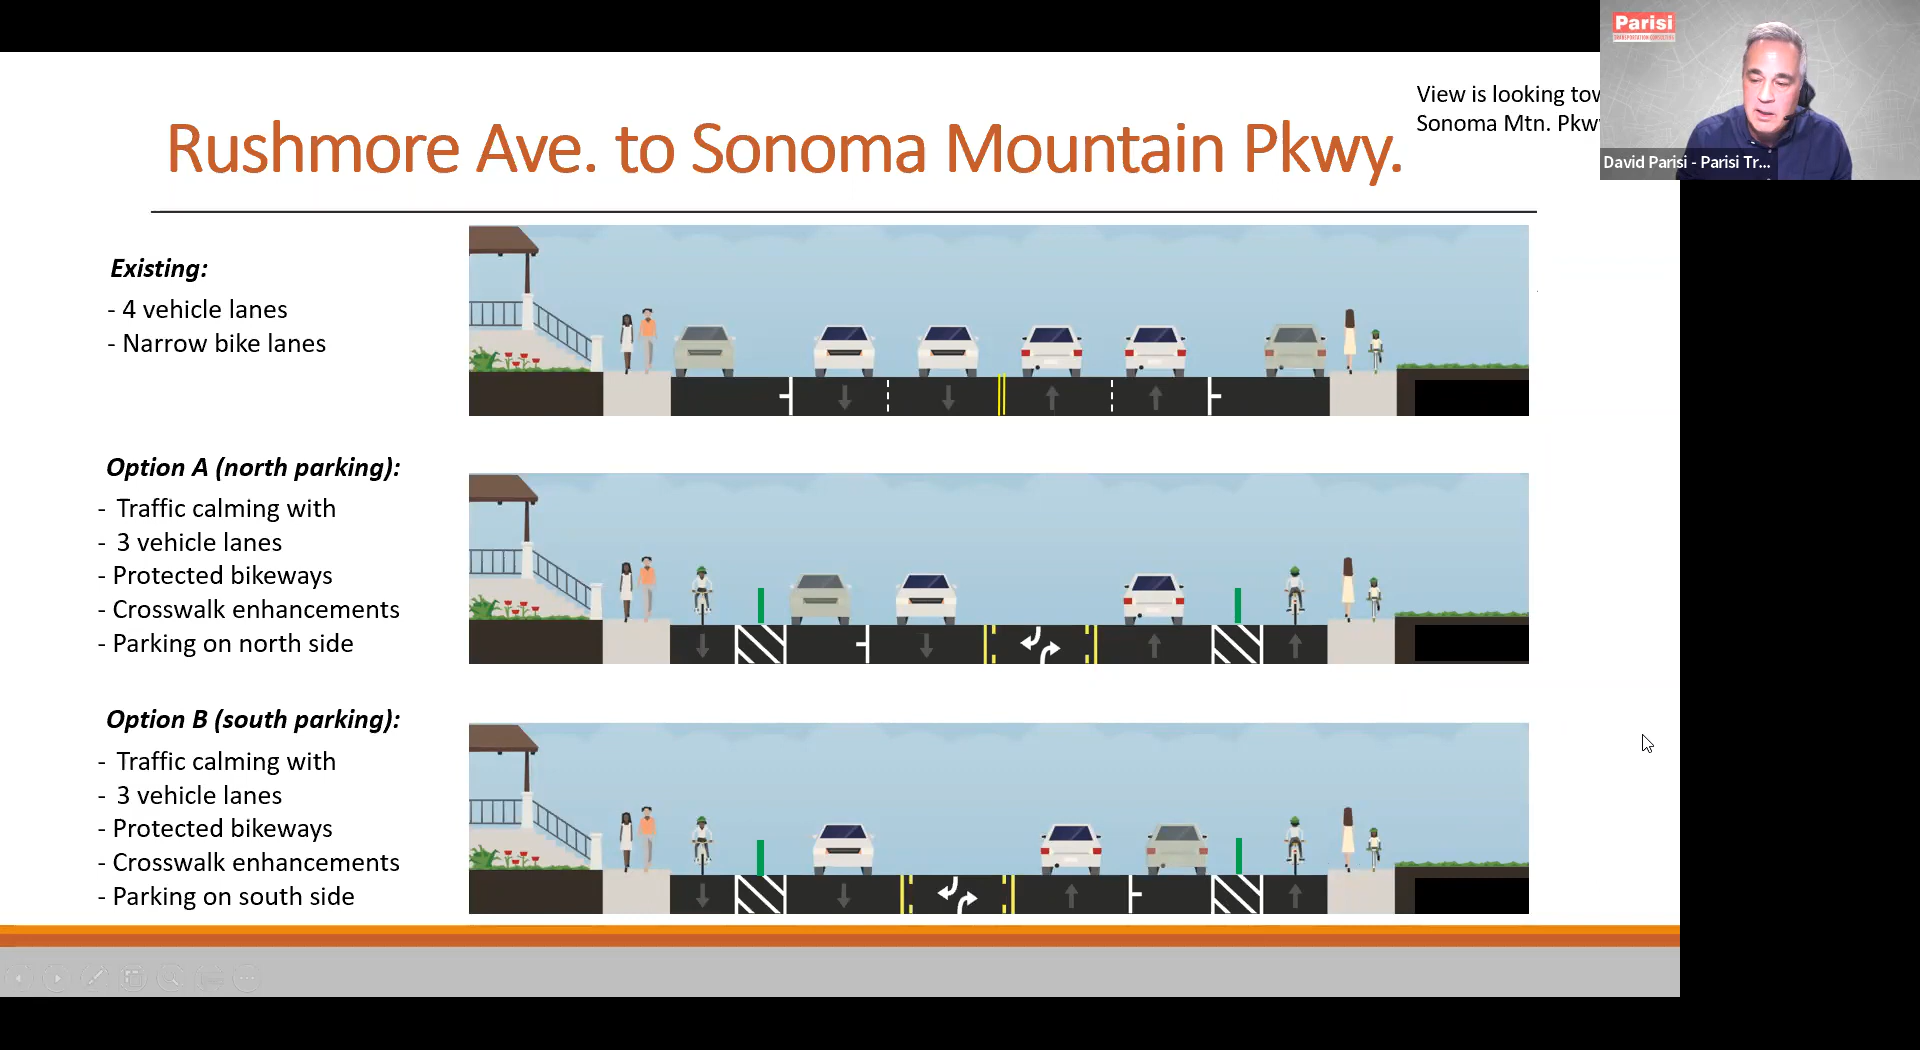 Parisi
View is looking tow
Sonoma Mtn. Pkw
David Parisi - Parisi Tr...
Rushmore Ave. to Sonoma Mountain Pkwy.
Existing:
- 4 vehicle lanes
- Narrow bike lanes
Option A (north parking):
- Traffic calming with
- 3 vehicle lanes
- Protected bikeways
- Crosswalk enhancements
- Parking on north side
Option B (south parking):
- Traffic calming with
- 3 vehicle lanes
- Protected bikeways
- Crosswalk enhancements
- Parking on south side